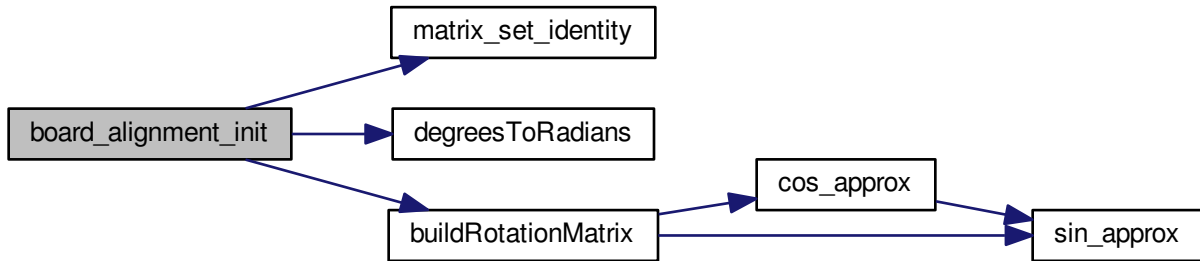 matrix_set_identity
board_alignment_init
degreesToRadians
cos_approx
buildRotationMatrix
sin_approx